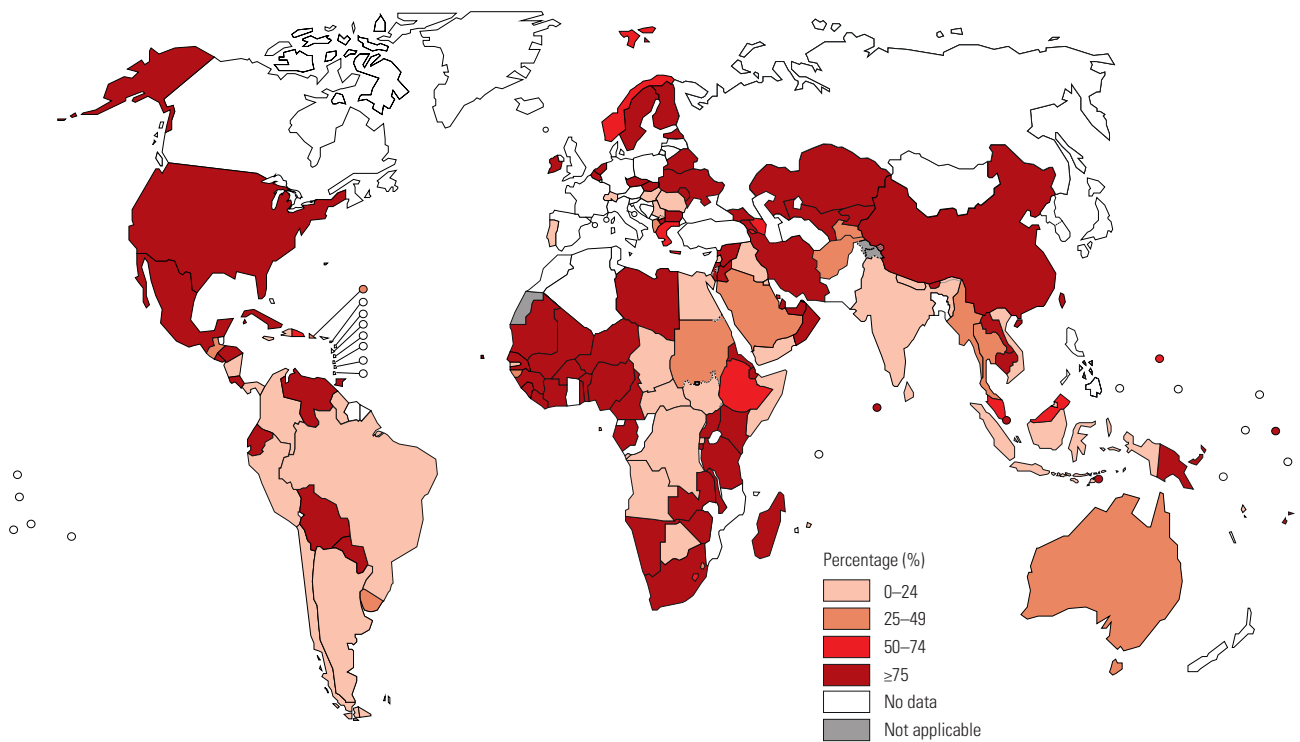 Percentage (%)
0–24
25–49
50–74
≥75
No data
Not applicable